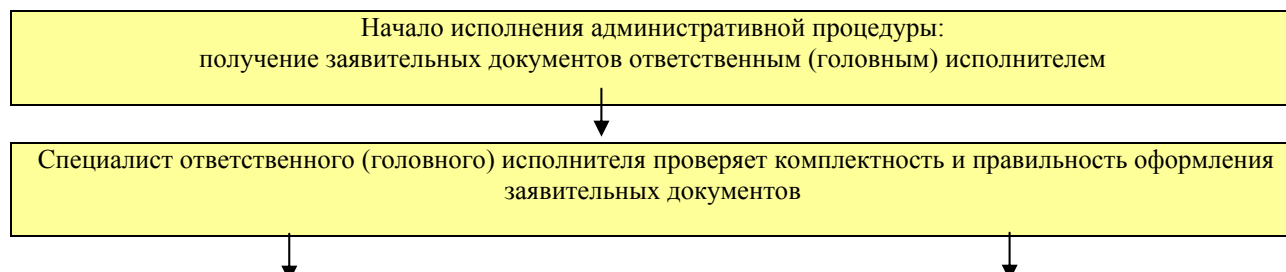 Начало исполнения административной процедуры:
получение заявительных документов ответственным (головным) исполнителем
Специалист ответственного (головного) исполнителя проверяет комплектность и правильность оформления
заявительных документов